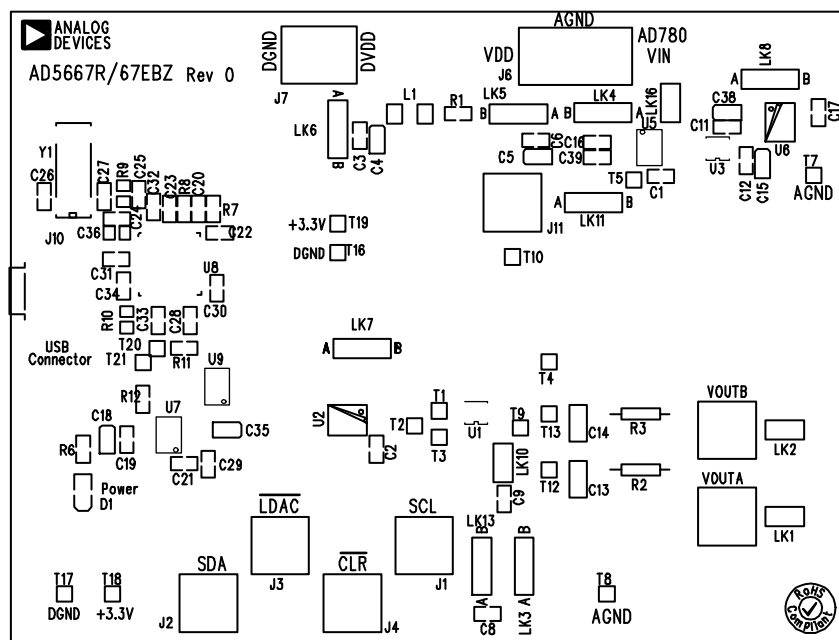 ANALOG
DEVICES
AD5667R/67EBZ Rev 0
DGND
DVDD
J7
AGND
VDD
AD780
VIN
J6
LK8
A
B
LK5
B
A
LK4
B
A
LK16
U5
C38
C11
U3
U6
C17
L1
R1
A
LK6
B
C3
C4
C6
C5
C16
C39
T5
C1
C12
C15
T7
AGND
Y1
C26
C27
R9
C25
C32
C23
R8
C20
R7
C24
C36
J10
C22
C31
C34
U8
C30
+3.3V
T19
DGND
T16
J11
A
B
LK11
T10
R10
C33
C28
USB
Connector
T20
T21
R11
U9
LK7
A
B
T4
R12
U7
C18
C35
R6
C19
C21
C29
Power
D1
U2
C2
T2
T1
T3
U1
T9
T13
C14
R3
VOUTB
LK2
LK10
C9
T12
C13
R2
VOUTA
LK1
LDAC
J3
SCL
J1
LK13
B
A
B
A
LK3
C8
SDA
J2
CLR
J4
T17
DGND
T18
+3.3V
T8
AGND
RoHS
Compliant